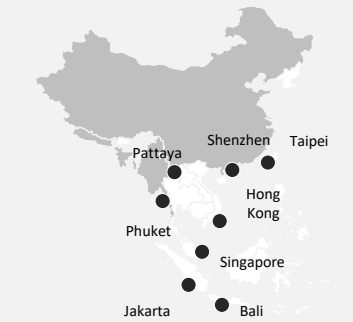 Shenzhen
Taipei
Pattaya
Hong
Kong
Phuket
Singapore
Jakarta
Bali